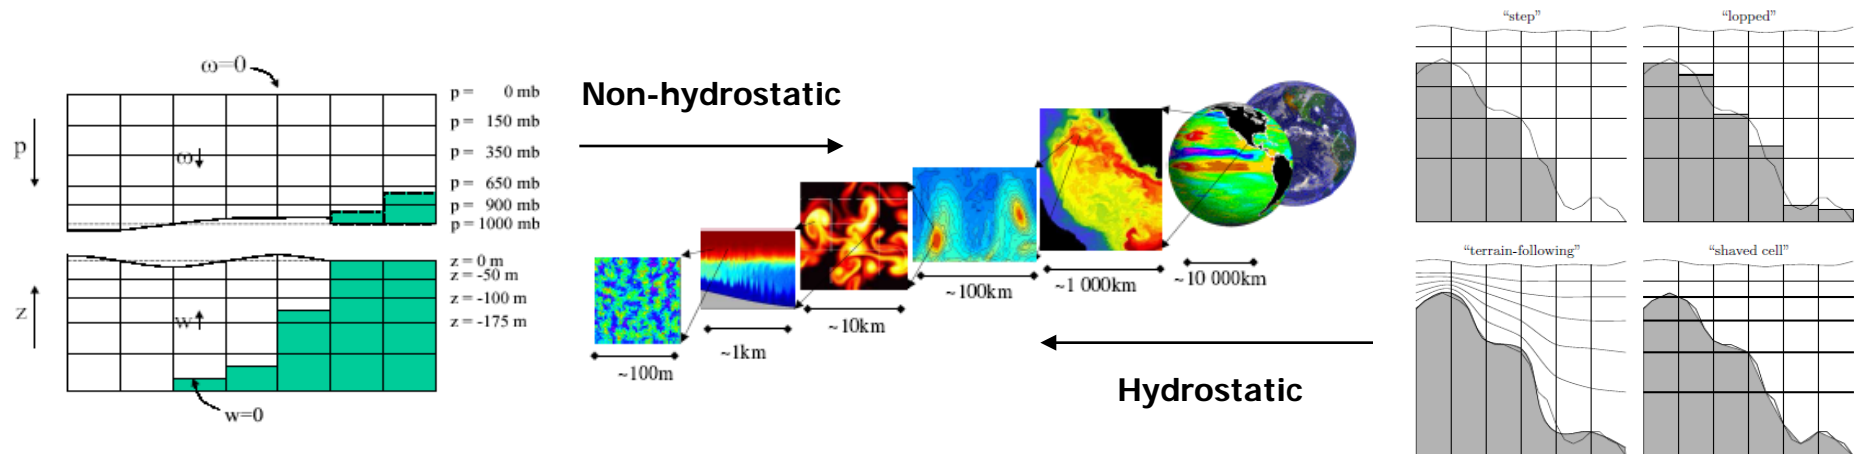 ω=0
p = 0 mb
p = 150 mb
p = 350 mb
p = 650 mb
p = 900 mb
p = 1000 mb
p
ω
z = 0 m
z = -50 m
z = -100 m
z = -175 m
z
w
w=0
Non-hydrostatic
~100m
~1km
~10km
~100km
~1 000km
~10 000km
Hydrostatic
"step"
"lopped"
"terrain-following"
"shaved cell"